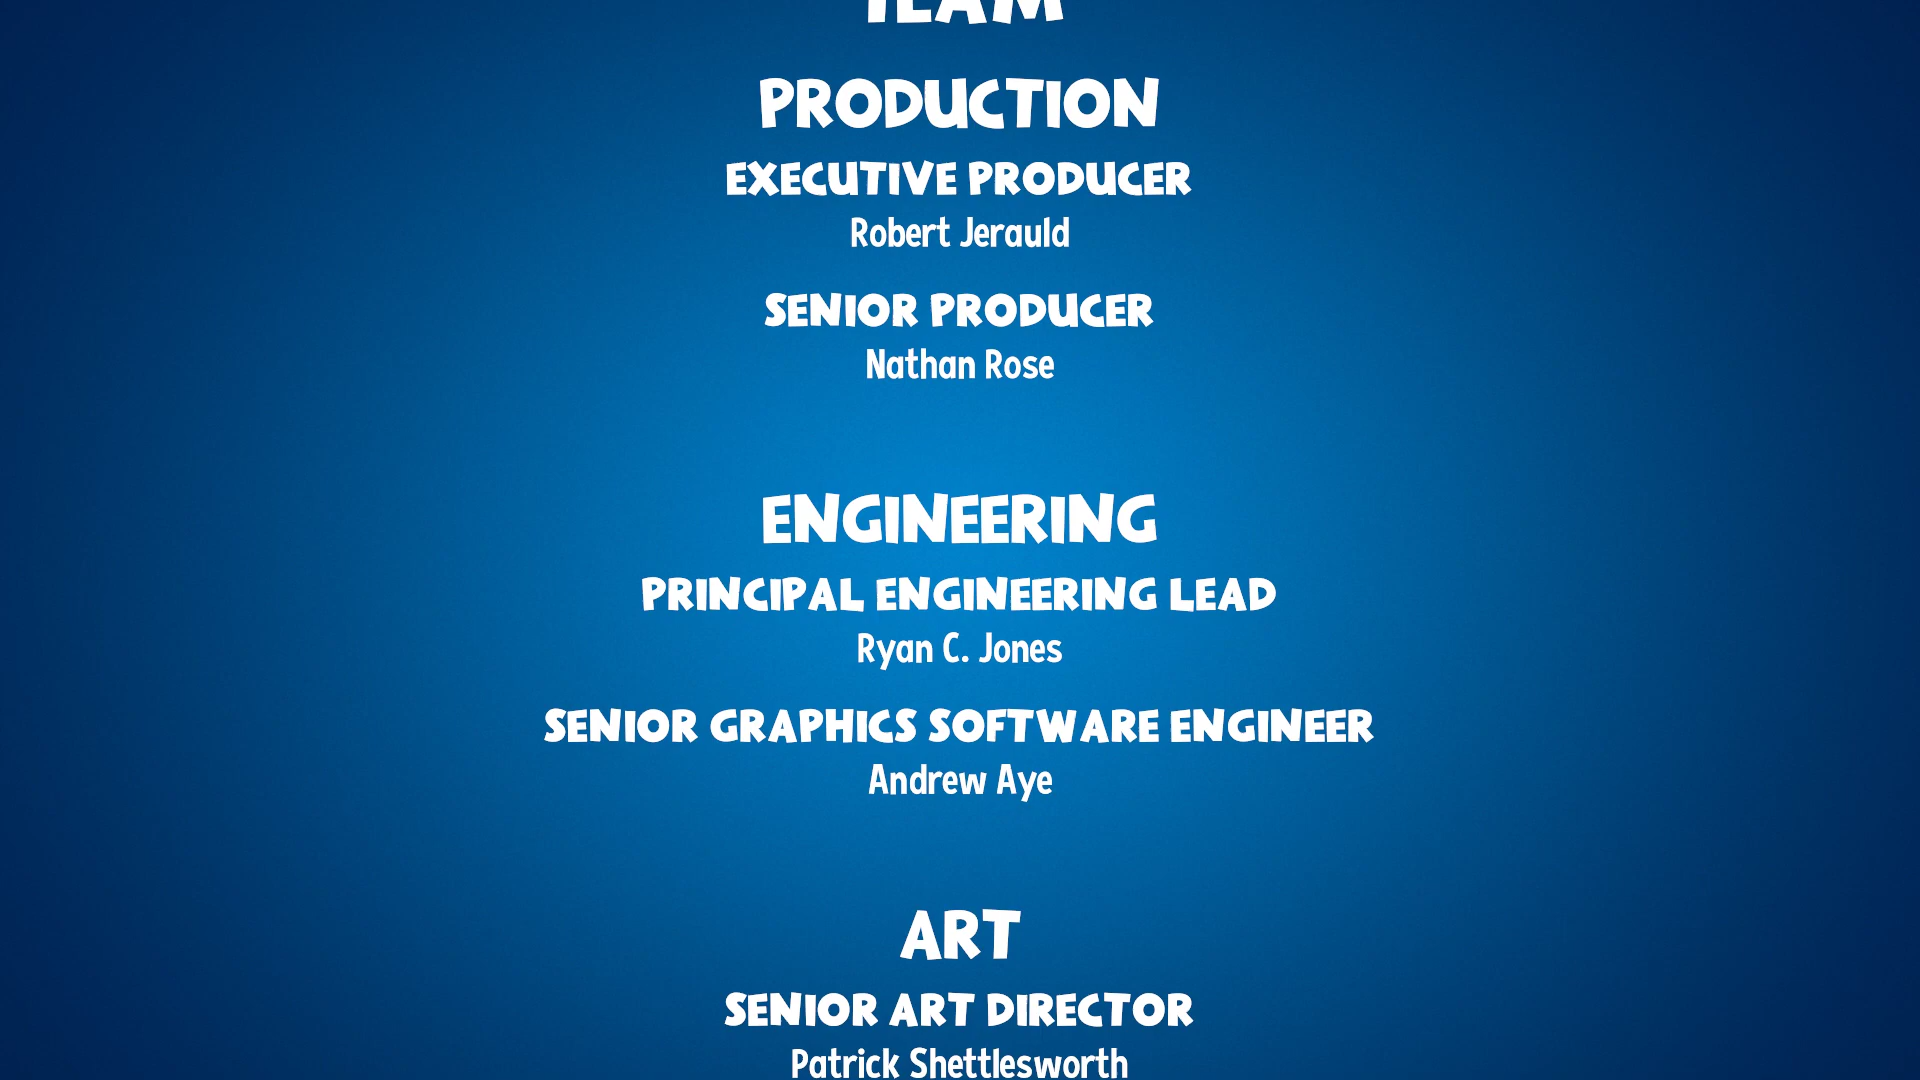 TEAM
PRODUCTION
EXECUTIVE PRODUCER
Robert Jerauld
SENIOR PRODUCER
Nathan Rose
ENGINEERING
PRINCIPAL ENGINEERING LEAD
Ryan C. Jones
SENIOR GRAPHICS SOFTWARE ENGINEER
Andrew Aye
ART
SENIOR ART DIRECTOR
Patrick Shettlesworth